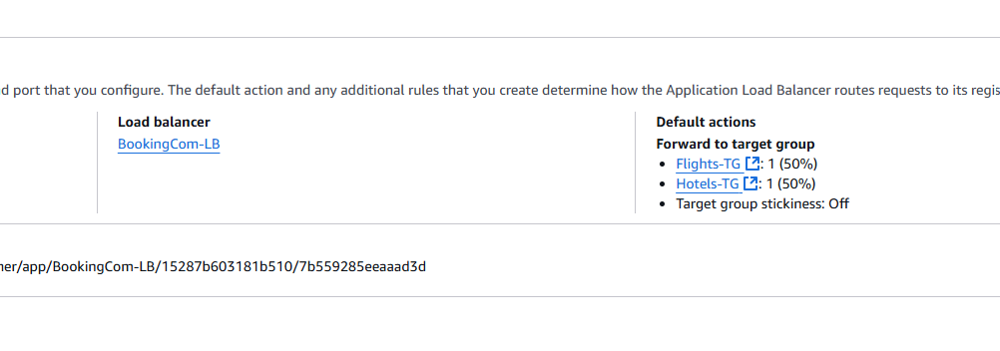 d port that you configure. The default action and any additional rules that you create determine how the Application Load Balancer routes requests to its regis
Load balancer
BookingCom-LB
Default actions
Forward to target group
• Flights-TG : 1 (50%)
• Hotels-TG : 1 (50%)
• Target group stickiness: Off
ner/app/BookingCom-LB/15287b603181b510/7b559285eeaaad3d